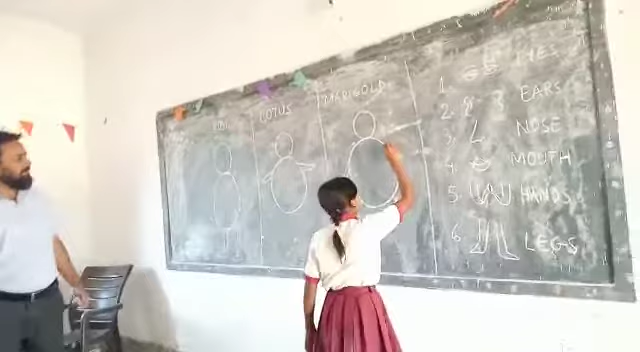 LOTUS
MARIGOLD
1. EYES
2. EARS
3. NOSE
4. MOUTH
5. HANDS
6. LEGS